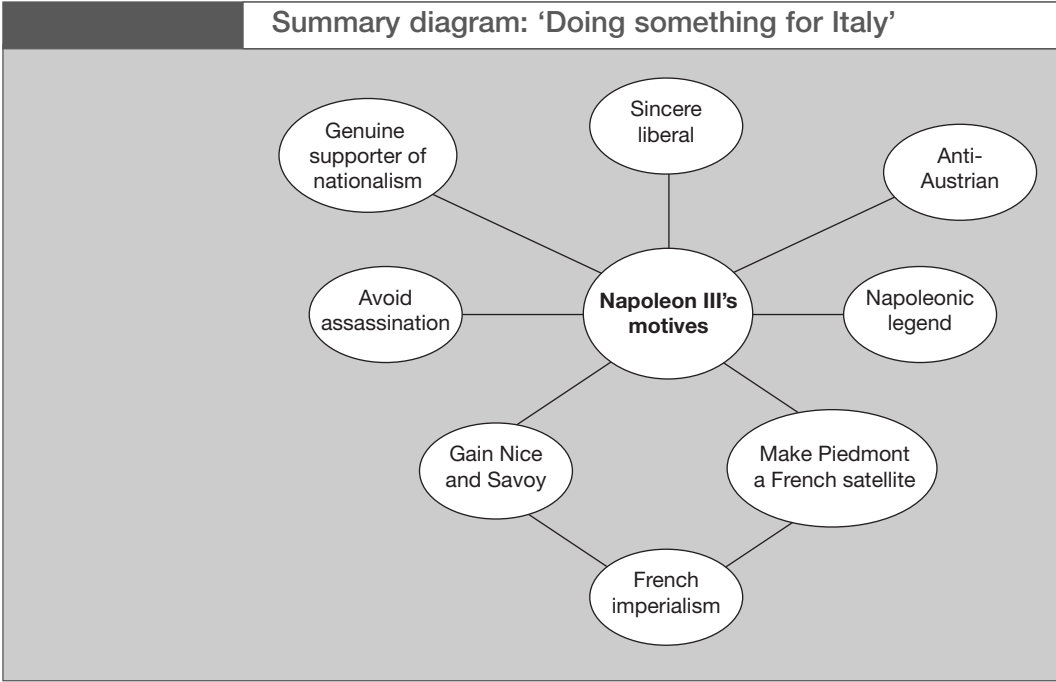 Summary diagram: ‘Doing something for Italy’
Genuine
supporter of
nationalism
Sincere
liberal
Anti-
Austrian
Avoid
assassination
Napoleon III’s
motives
Napoleonic
legend
Gain Nice
and Savoy
Make Piedmont
a French satellite
French
imperialism